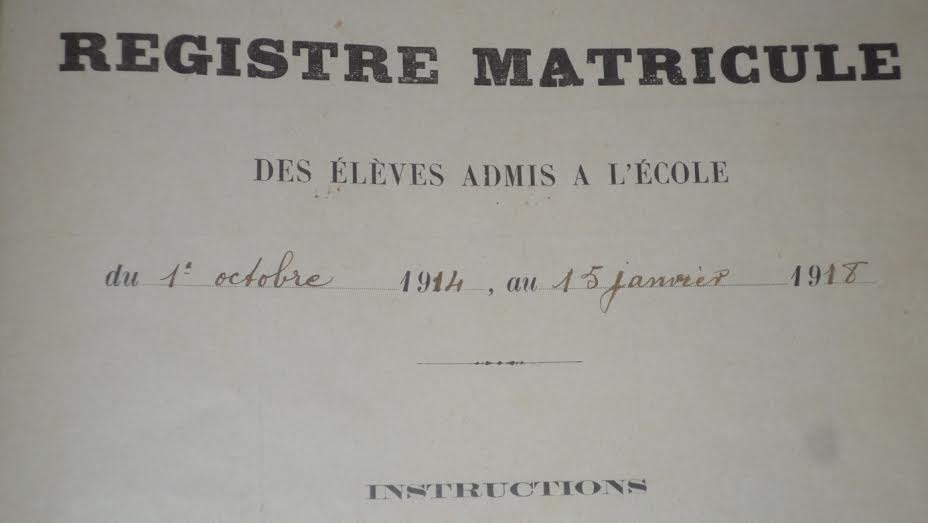 REGISTRE MATRICULE
DES ÉLÈVES ADMIS A L'ÉCOLE
du 1er octobre 1914, au 15 janvier 1918
INSTRUCTIONS